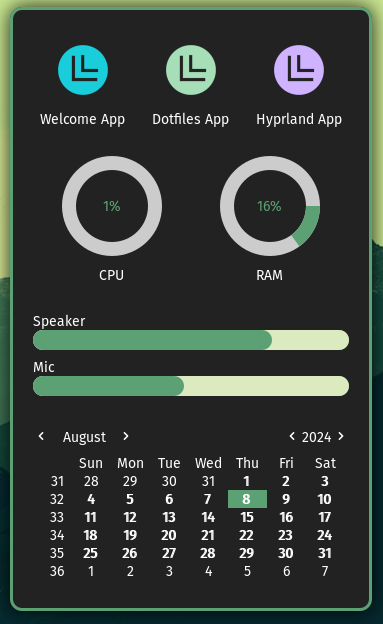 Welcome App Dotfiles App Hyprland App
1% 16%
CPU RAM
Speaker
Mic
‹ August › ‹ 2024 ›
Sun Mon Tue Wed Thu Fri Sat
31 28 29 30 31 1 2 3
32 4 5 6 7 8 9 10
33 11 12 13 14 15 16 17
34 18 19 20 21 22 23 24
35 25 26 27 28 29 30 31
36 1 2 3 4 5 6 7